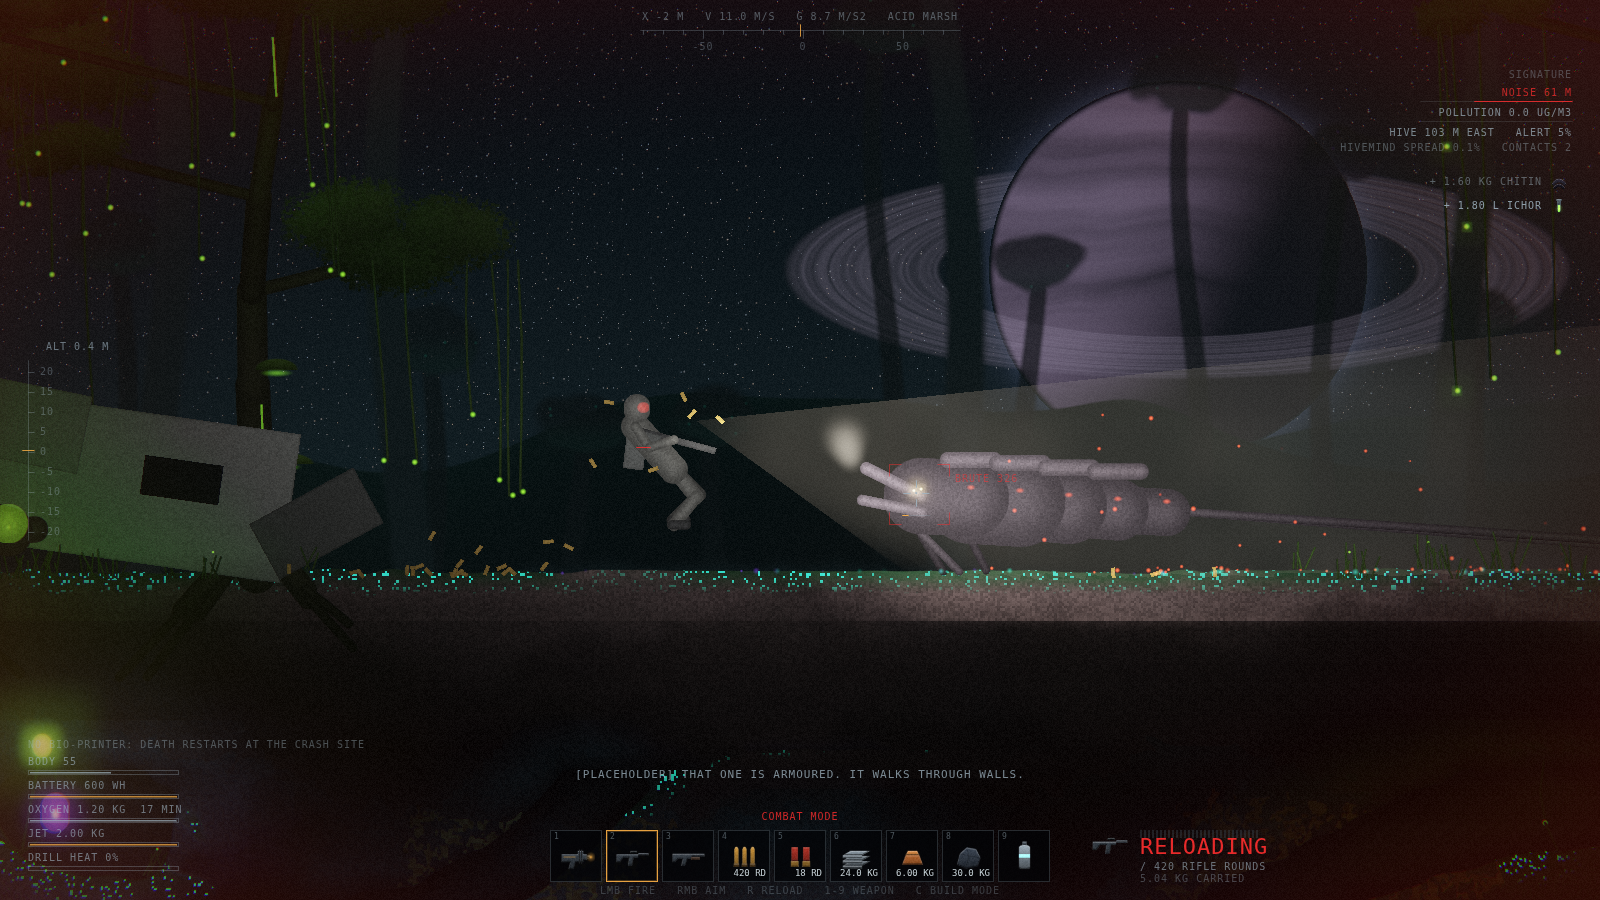 X -2 M   V 11.0 M/S   G 8.7 M/S2   ACID MARSH
-50   0   50
SIGNATURE
NOISE 61 M
POLLUTION 0.0 UG/M3
HIVE 103 M EAST   ALERT 5%
HIVEMIND SPREAD 0.1%   CONTACTS 2
+ 1.60 KG CHITIN
+ 1.80 L ICHOR
ALT 0.4 M
20
15
10
5
0
-5
-10
-15
-20
BIO-PRINTER: DEATH RESTARTS AT THE CRASH SITE
BODY 55
BATTERY 600 WH
OXYGEN 1.20 KG  17 MIN
JET 2.00 KG
DRILL HEAT 0%
[PLACEHOLDER] THAT ONE IS ARMOURED. IT WALKS THROUGH WALLS.
COMBAT MODE
1 2 3 4 5 6 7 8 9
420 RD   18 RD   24.0 KG   6.00 KG   30.0 KG
LMB FIRE   RMB AIM   R RELOAD   1-9 WEAPON   C BUILD MODE
RELOADING
/ 420 RIFLE ROUNDS
5.04 KG CARRIED